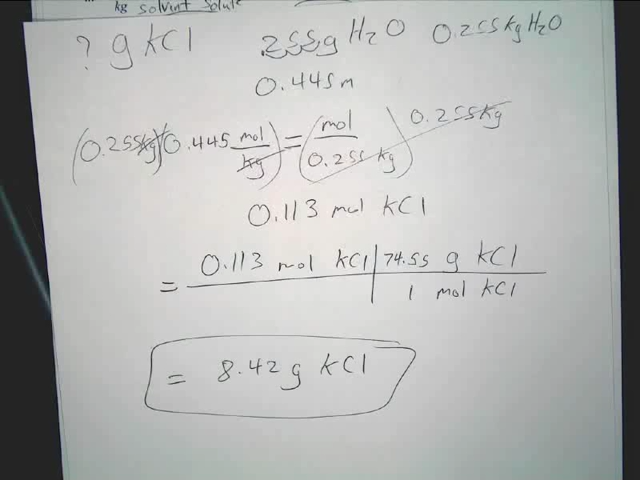 kg solvent solute
? g KCl 255g H2O 0.255 kg H2O
0.445m
(0.255kg)(0.445 mol/kg) = (mol/0.255 kg) 0.255kg
0.113 mol KCl
= 0.113 mol KCl | 74.55 g KCl
1 mol KCl
= 8.42 g KCl